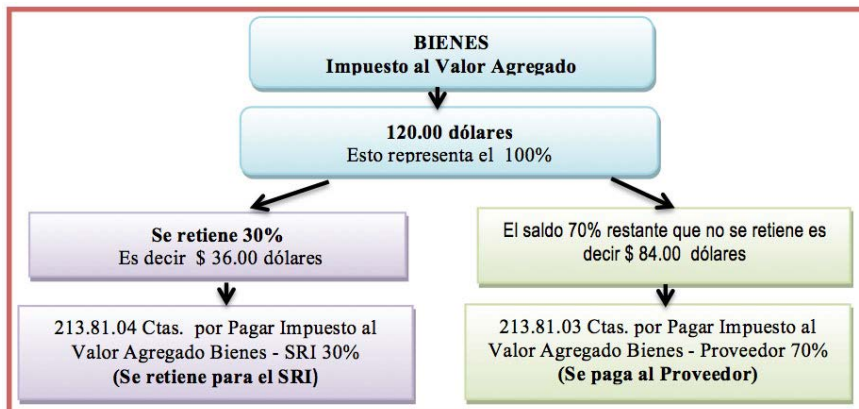 BIENES
Impuesto al Valor Agregado
120.00 dólares
Esto representa el 100%
Se retiene 30%
Es decir $ 36.00 dólares
El saldo 70% restante que no se retiene es
decir $ 84.00 dólares
213.81.04 Ctas. por Pagar Impuesto al
Valor Agregado Bienes - SRI 30%
(Se retiene para el SRI)
213.81.03 Ctas. por Pagar Impuesto al
Valor Agregado Bienes - Proveedor 70%
(Se paga al Proveedor)